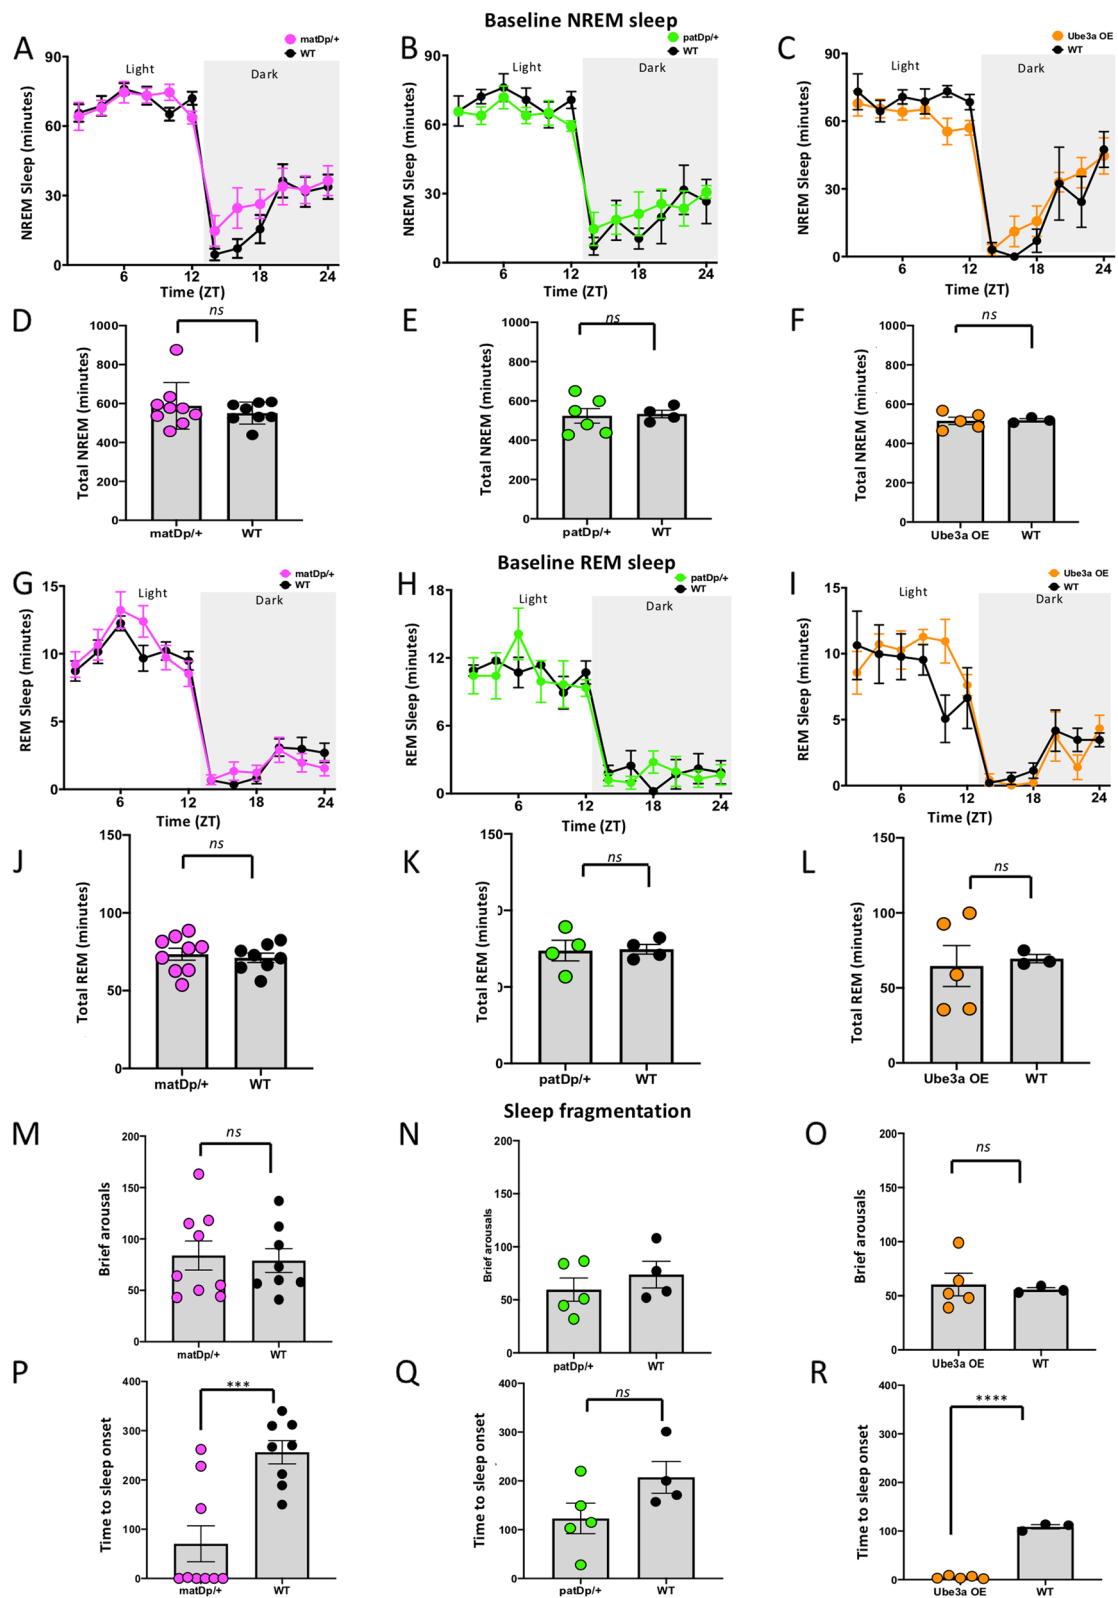 Baseline NREM sleep
A
matDp/+
WT
Light
Dark
NREM Sleep (minutes)
90
60
30
0
6
12
18
24
Time (ZT)
B
patDp/+
WT
Light
Dark
NREM Sleep (minutes)
90
60
30
0
6
12
18
24
Time (ZT)
C
Ube3a OE
WT
Light
Dark
NREM Sleep (minutes)
90
60
30
0
6
12
18
24
Time (ZT)
D
ns
Total NREM (minutes)
1000
800
600
400
200
0
matDp/+
WT
E
ns
Total NREM (minutes)
1000
800
600
400
200
0
patDp/+
WT
F
ns
Total NREM (minutes)
1000
800
600
400
200
0
Ube3a OE
WT
Baseline REM sleep
G
matDp/+
WT
Light
Dark
REM Sleep (minutes)
15
10
5
0
6
12
18
24
Time (ZT)
H
patDp/+
WT
Light
Dark
REM Sleep (minutes)
18
12
6
0
6
12
18
24
Time (ZT)
I
Ube3a OE
WT
Light
Dark
REM Sleep (minutes)
15
10
5
0
6
12
18
24
Time (ZT)
J
ns
Total REM (minutes)
150
100
50
0
matDp/+
WT
K
ns
Total REM (minutes)
150
0
0
0
patDp/+
WT
L
ns
Total REM (minutes)
150
100
50
0
Ube3a OE
WT
Sleep fragmentation
M
ns
Brief arousals
200
150
100
50
0
matDp/+
WT
N
Brief arousals
200
150
100
50
0
patDp/+
WT
O
ns
Brief arousals
200
150
100
50
0
Ube3a OE
WT
P
***
Time to sleep onset
400
300
200
100
0
matDp/+
WT
Q
ns
Time to sleep onset
400
300
200
100
0
patDp/+
WT
R
****
Time to sleep onset
400
300
200
100
0
Ube3a OE
WT